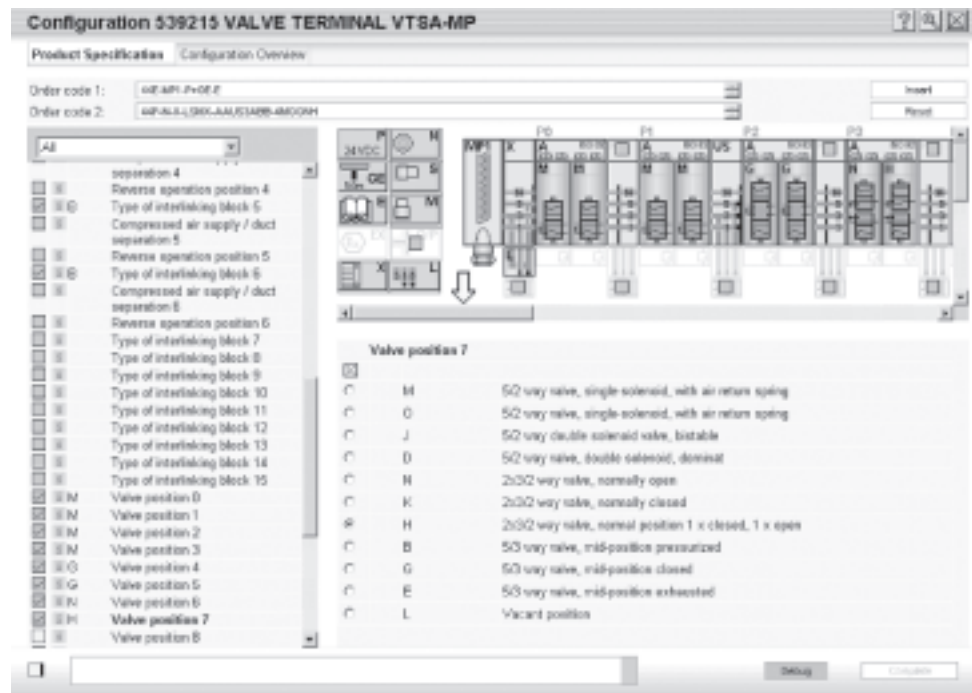 Configuration 539215 VALVE TERMINAL VTSA-MP
Product Specification Configuration Overview
Order code 1:
Insert
Order code 2:
Reset
All
separation 4
Reverse operation position 4
B Type of interlinking block 5
Compressed air supply / duct
separation 5
Reverse operation position 5
B Type of interlinking block 6
Compressed air supply / duct
separation 6
Reverse operation position 6
Type of interlinking block 7
Type of interlinking block 8
Type of interlinking block 9
Type of interlinking block 10
Type of interlinking block 11
Type of interlinking block 12
Type of interlinking block 13
Type of interlinking block 14
Type of interlinking block 15
M Valve position 0
M Valve position 1
M Valve position 2
M Valve position 3
G Valve position 4
G Valve position 5
N Valve position 6
H Valve position 7
Valve position 8
P N
24VDC
GE S
M
X L
MP1 X
P0 P1 P2 P3
A A VS A A
M M M M G G N H
Valve position 7
M 5/2 way valve, single solenoid, with air return spring
O 5/2 way valve, single-solenoid, with air return spring
J 5/2 way double solenoid valve, bistable
D 5/2 way valve, double solenoid, dominat
N 2x3/2 way valve, normally open
K 2x3/2 way valve, normally closed
H 2x3/2 way valve, normal position 1 x closed, 1 x open
B 5/3 way valve, mid-position pressurized
G 5/3 way valve, mid-position closed
E 5/3 way valve, mid-position exhausted
L Vacant position
Debug Complete